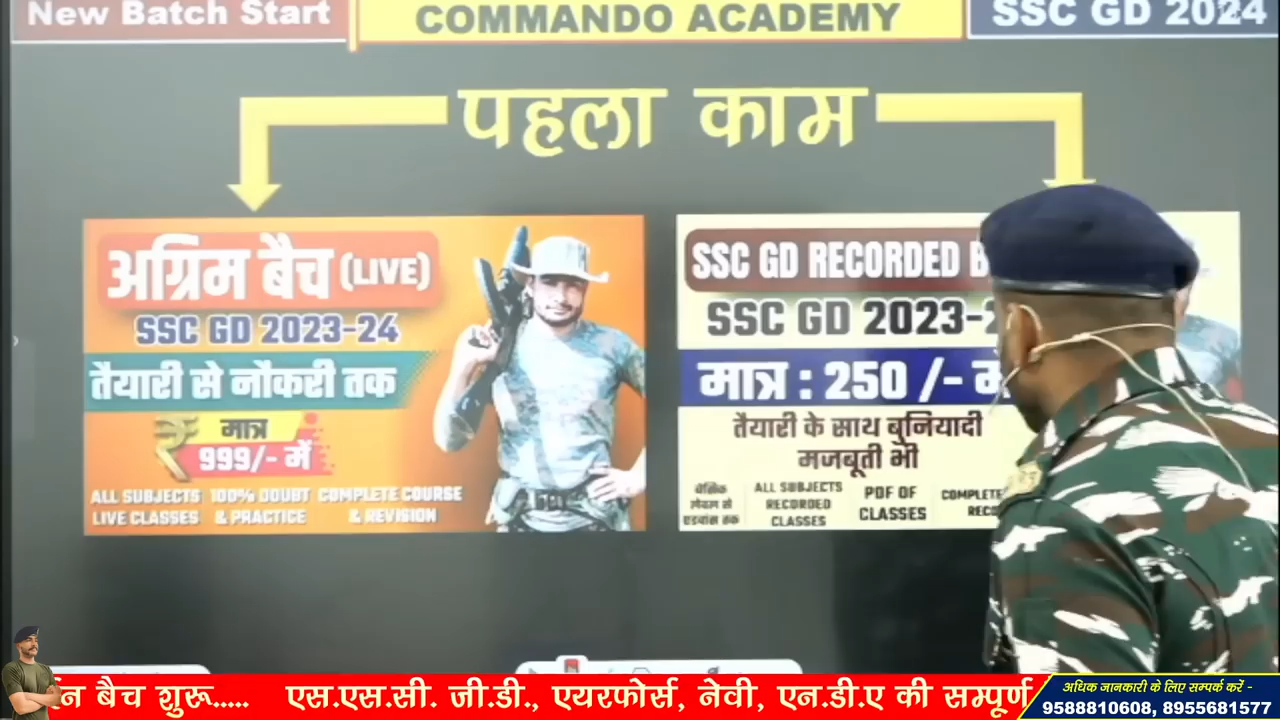 New Batch Start
COMMANDO ACADEMY
SSC GD 2024
पहला काम
अग्रिम बैच (LIVE)
SSC GD 2023-24
तैयारी से नौकरी तक
₹ मात्र
999/- में
ALL SUBJECTS
LIVE CLASSES
100% DOUBT
& PRACTICE
COMPLETE COURSE
& REVISION
SSC GD RECORDED
SSC GD 2023-2
मात्र : 250 /-
तैयारी के साथ बुनियादी
मजबूती भी
बेसिक
लेवल से
एडवांस तक
ALL SUBJECTS
RECORDED
CLASSES
PDF OF
CLASSES
COMPLETE
बैच शुरू..... एस.एस.सी. जी.डी., एयरफोर्स, नेवी, एन.डी.ए की सम्पूर्ण
अधिक जानकारी के लिए सम्पर्क करें -
9588810608, 8955681577